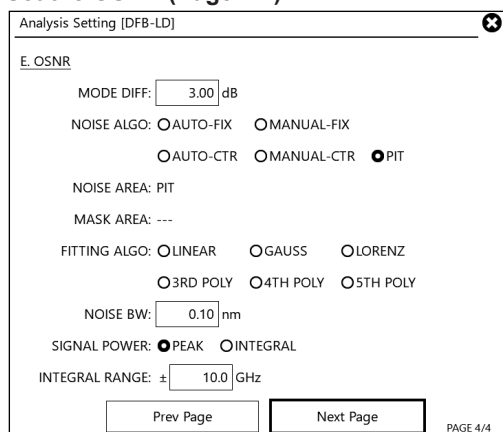 Analysis Setting [DFB-LD]
E. OSNR
MODE DIFF: 3.00 dB
NOISE ALGO: AUTO-FIX MANUAL-FIX
AUTO-CTR MANUAL-CTR PIT
NOISE AREA: PIT
MASK AREA: ---
FITTING ALGO: LINEAR GAUSS LORENZ
3RD POLY 4TH POLY 5TH POLY
NOISE BW: 0.10 nm
SIGNAL POWER: PEAK INTEGRAL
INTEGRAL RANGE: ± 10.0 GHz
Prev Page Next Page PAGE 4/4